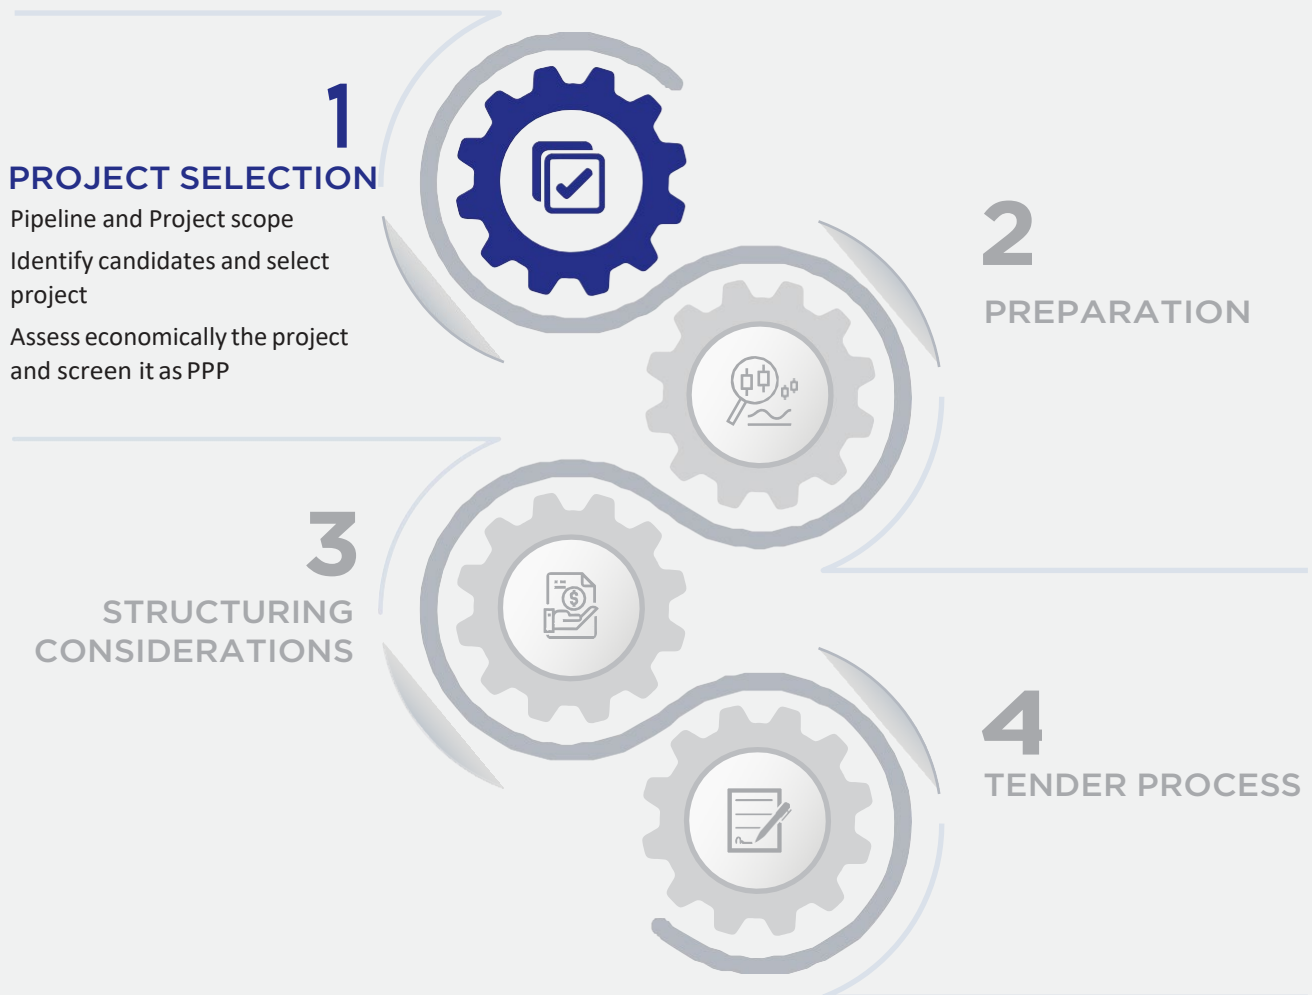 1
PROJECT SELECTION
Pipeline and Project scope
Identify candidates and select
project
Assess economically the project
and screen it as PPP
2
PREPARATION
3
STRUCTURING
CONSIDERATIONS
$
4
TENDER PROCESS